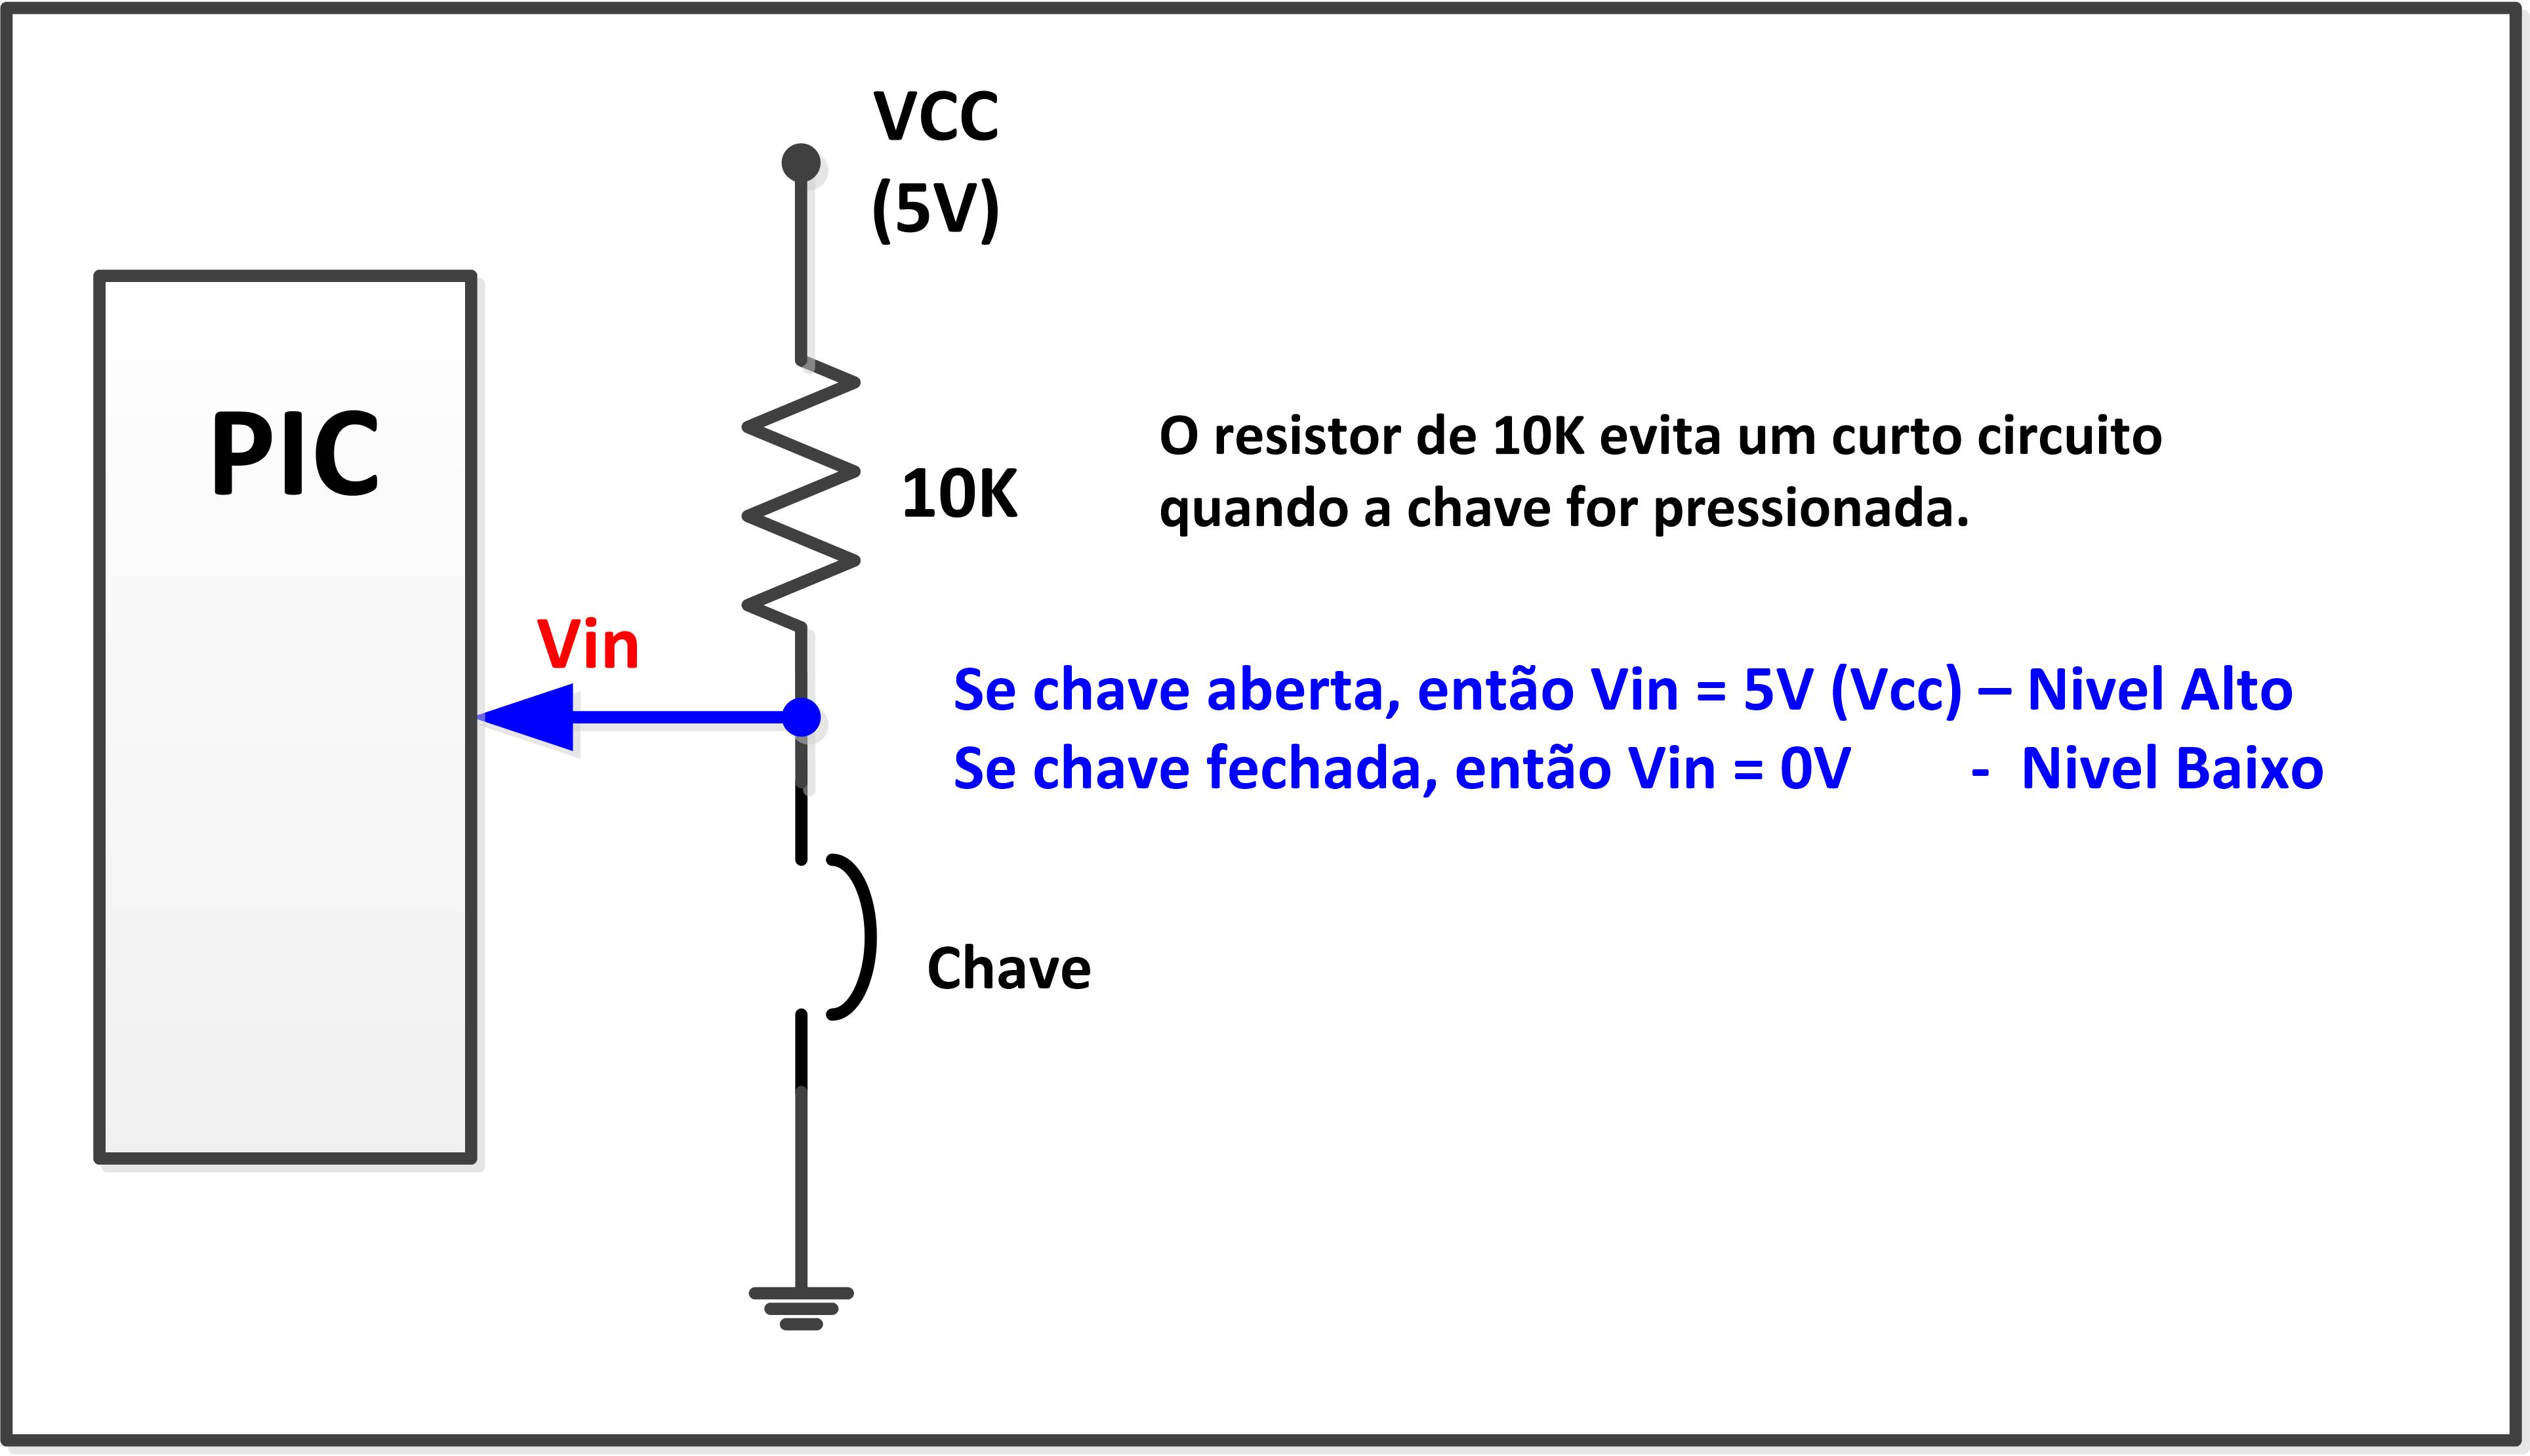 VCC
(5V)
PIC
10K
O resistor de 10K evita um curto circuito
quando a chave for pressionada.
Vin
Se chave aberta, então Vin = 5V (Vcc) – Nivel Alto
Se chave fechada, então Vin = 0V - Nivel Baixo
Chave